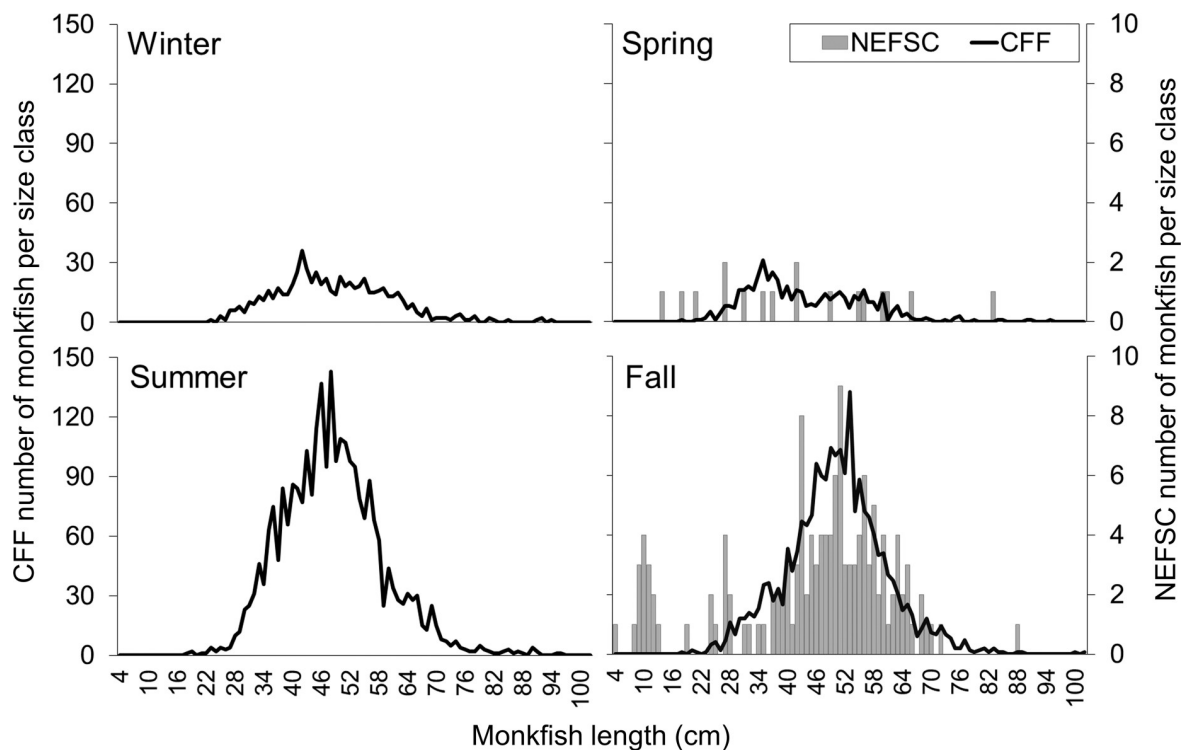 CFF number of monkfish per size class
NEFSC number of monkfish per size class
150
120
90
60
30
0
Winter
Spring
NEFSC CFF
10
8
6
4
2
0
150
120
90
60
30
0
Summer
Fall
10
8
6
4
2
0
4 10 16 22 28 34 40 46 52 58 64 70 76 82 88 94 100
4 10 16 22 28 34 40 46 52 58 64 70 76 82 88 94 100
Monkfish length (cm)